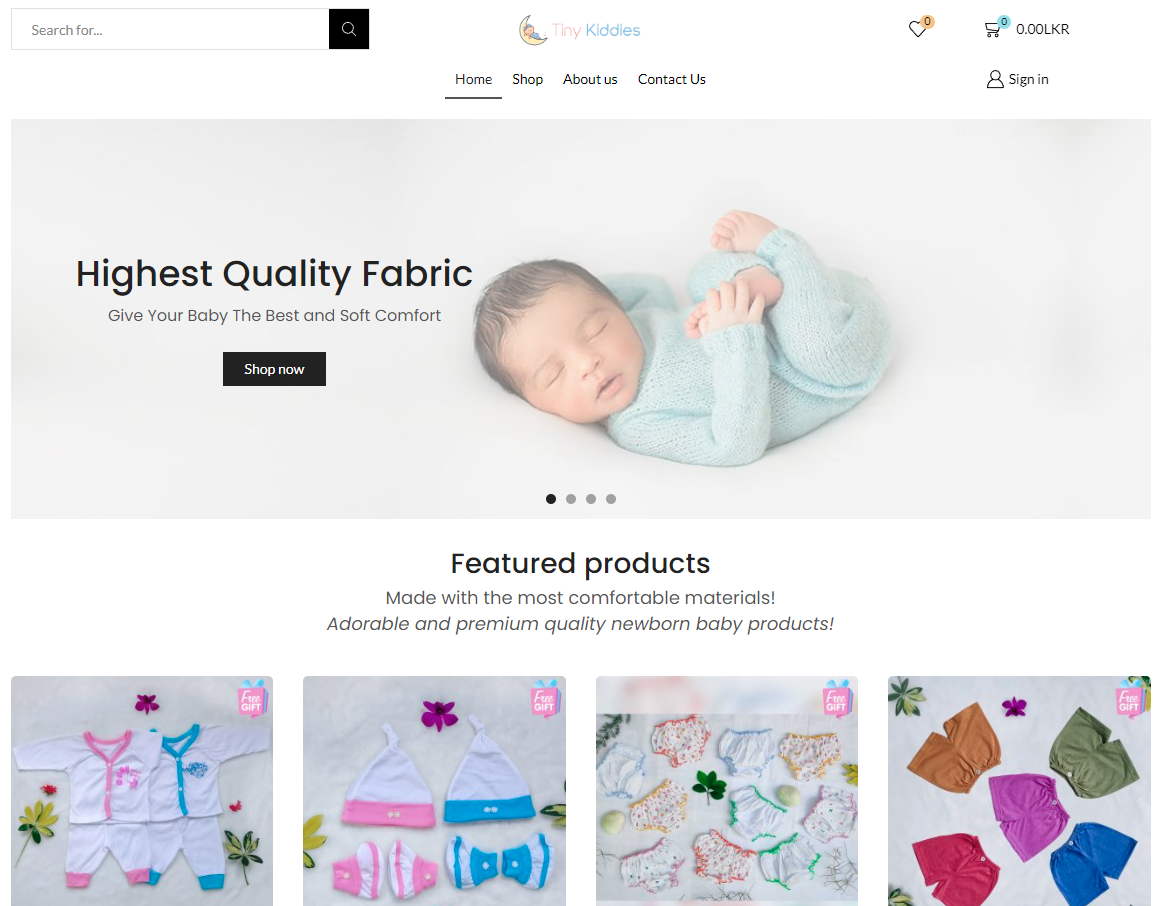 Search for...
Tiny Kiddies
0
0
0.00LKR
Home
Shop
About us
Contact Us
Sign in
Highest Quality Fabric
Give Your Baby The Best and Soft Comfort
Shop now
Featured products
Made with the most comfortable materials!
Adorable and premium quality newborn baby products!
Free
GIFT
Free
GIFT
Free
GIFT
Free
GIFT